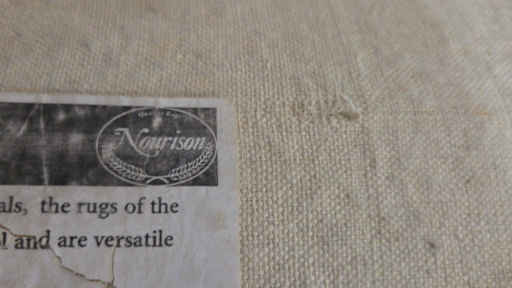 Nourison
als, the rugs of the
and are versatile